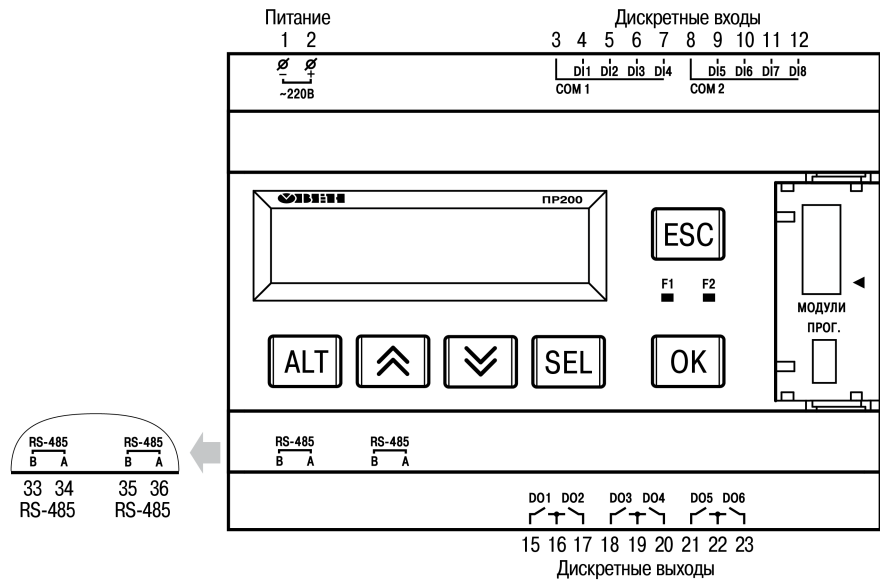 Питание
Дискретные входы
1 2
3 4 5 6 7 8 9 10 11 12
– +
~220В
DI1 DI2 DI3 DI4
COM 1
DI5 DI6 DI7 DI8
COM 2
ОВЕН
ПР200
ESC
F1 F2
МОДУЛИ
ПРОГ.
ALT
SEL
OK
RS-485
B A
RS-485
B A
33 34
RS-485
35 36
RS-485
RS-485
B A
RS-485
B A
DO1 DO2 DO3 DO4 DO5 DO6
15 16 17 18 19 20 21 22 23
Дискретные выходы